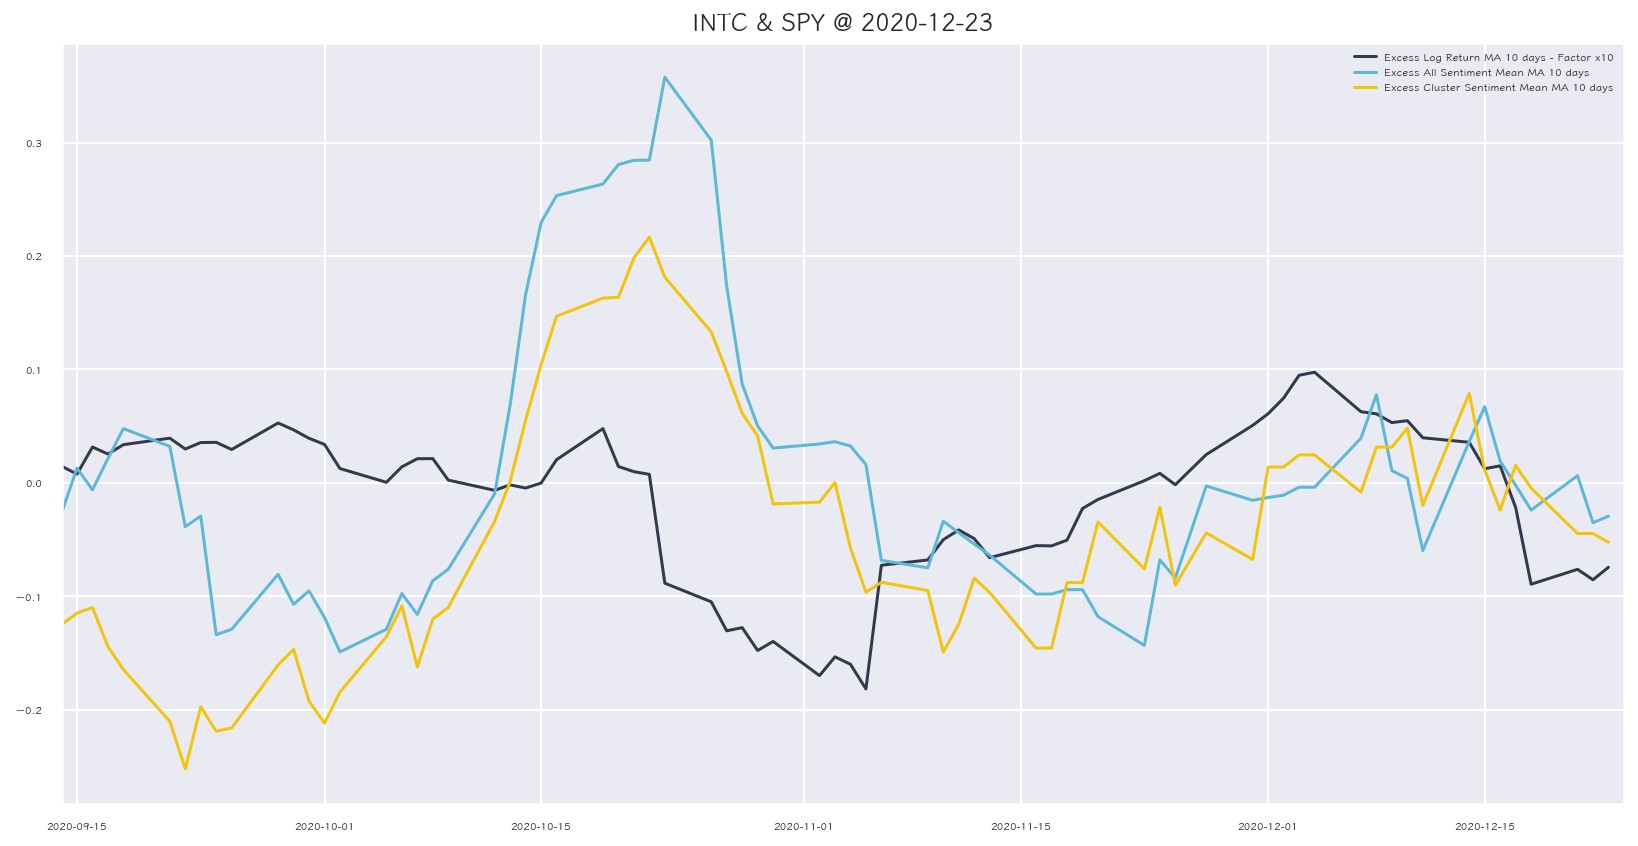 INTC & SPY @ 2020-12-23
Excess Log Return MA 10 days - Factor x10
Excess All Sentiment Mean MA 10 days
Excess Cluster Sentiment Mean MA 10 days
0.3
0.2
0.1
0.0
−0.1
−0.2
2020-09-15 2020-10-01 2020-10-15 2020-11-01 2020-11-15 2020-12-01 2020-12-15